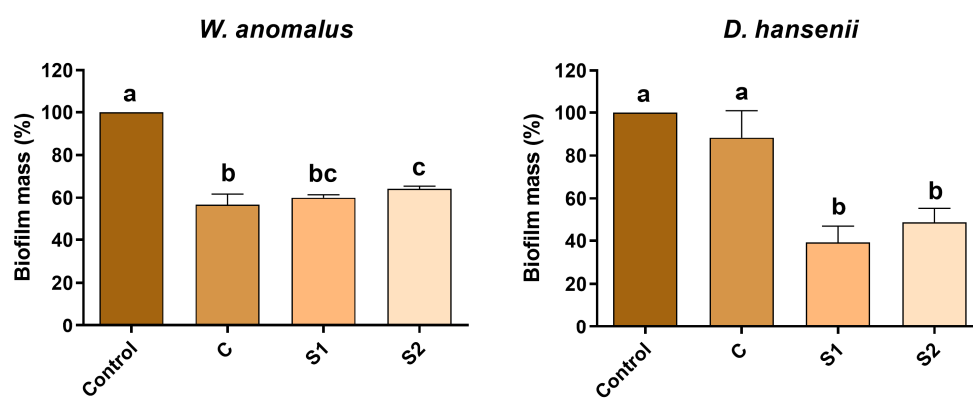 W. anomalus
Biofilm mass (%)
120
100
80
60
40
20
0
a
b
bc
c
Control
C
S1
S2
D. hansenii
Biofilm mass (%)
120
100
80
60
40
20
0
a
a
b
b
Control
C
S1
S2